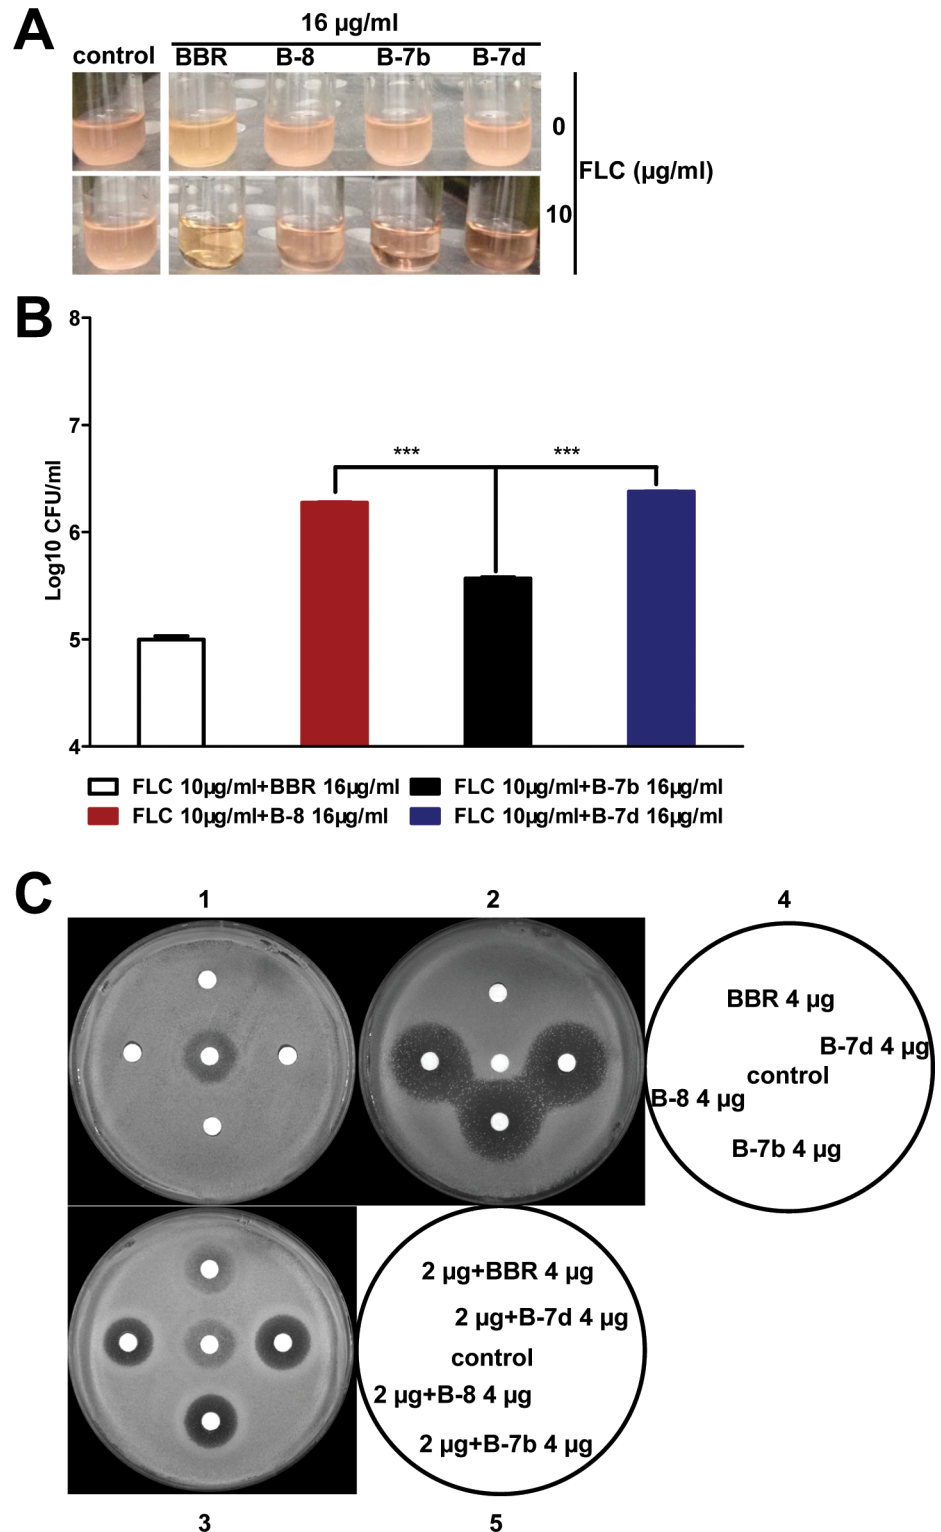 A
16 µg/ml
control BBR B-8 B-7b B-7d
0
FLC (µg/ml)
10
B
8
7
6
5
4
Log10 CFU/ml
*** ***
FLC 10µg/ml+BBR 16µg/ml FLC 10µg/ml+B-7b 16µg/ml
FLC 10µg/ml+B-8 16µg/ml FLC 10µg/ml+B-7d 16µg/ml
C
1 2 4
BBR 4 µg
B-7d 4 µg
control
B-8 4 µg
B-7b 4 µg
2 µg+BBR 4 µg
2 µg+B-7d 4 µg
control
2 µg+B-8 4 µg
2 µg+B-7b 4 µg
3 5